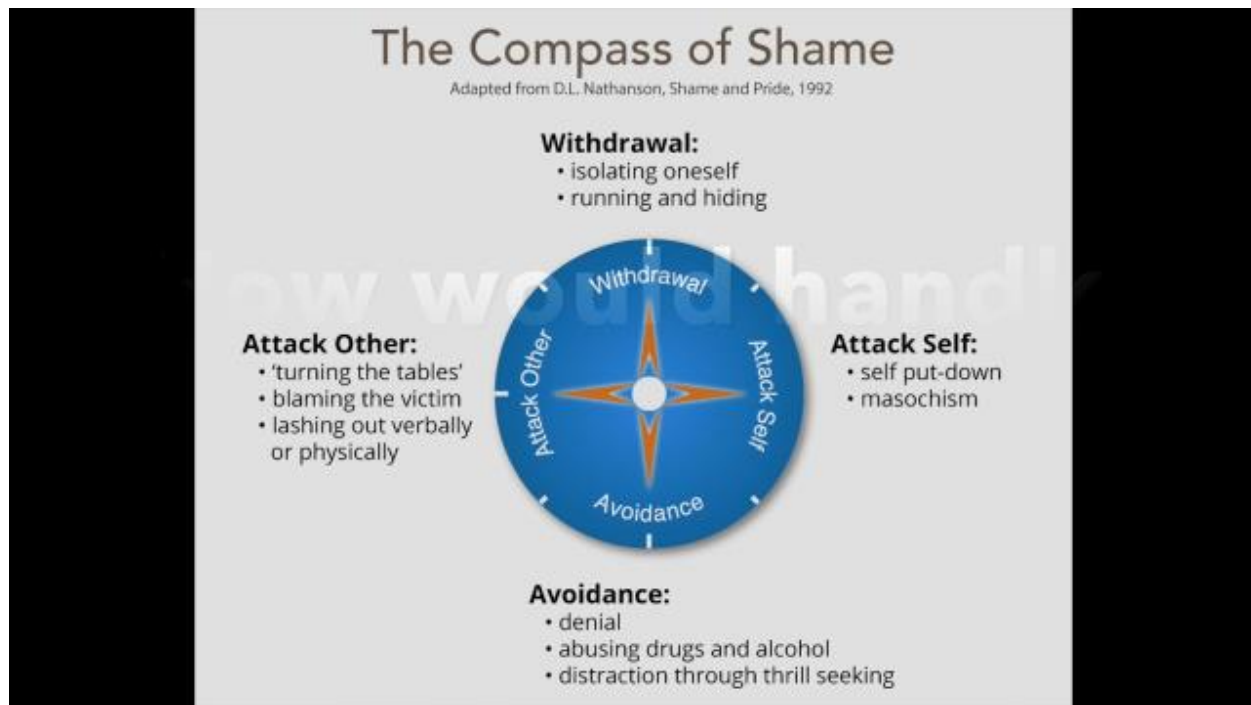 The Compass of Shame
Adapted from D.L. Nathanson, Shame and Pride, 1992
Withdrawal:
• isolating oneself
• running and hiding
would handl
Attack Other:
• ‘turning the tables’
• blaming the victim
• lashing out verbally
or physically
Withdrawal
Attack Other
Attack Self
Avoidance
Attack Self:
• self put-down
• masochism
Avoidance:
• denial
• abusing drugs and alcohol
• distraction through thrill seeking